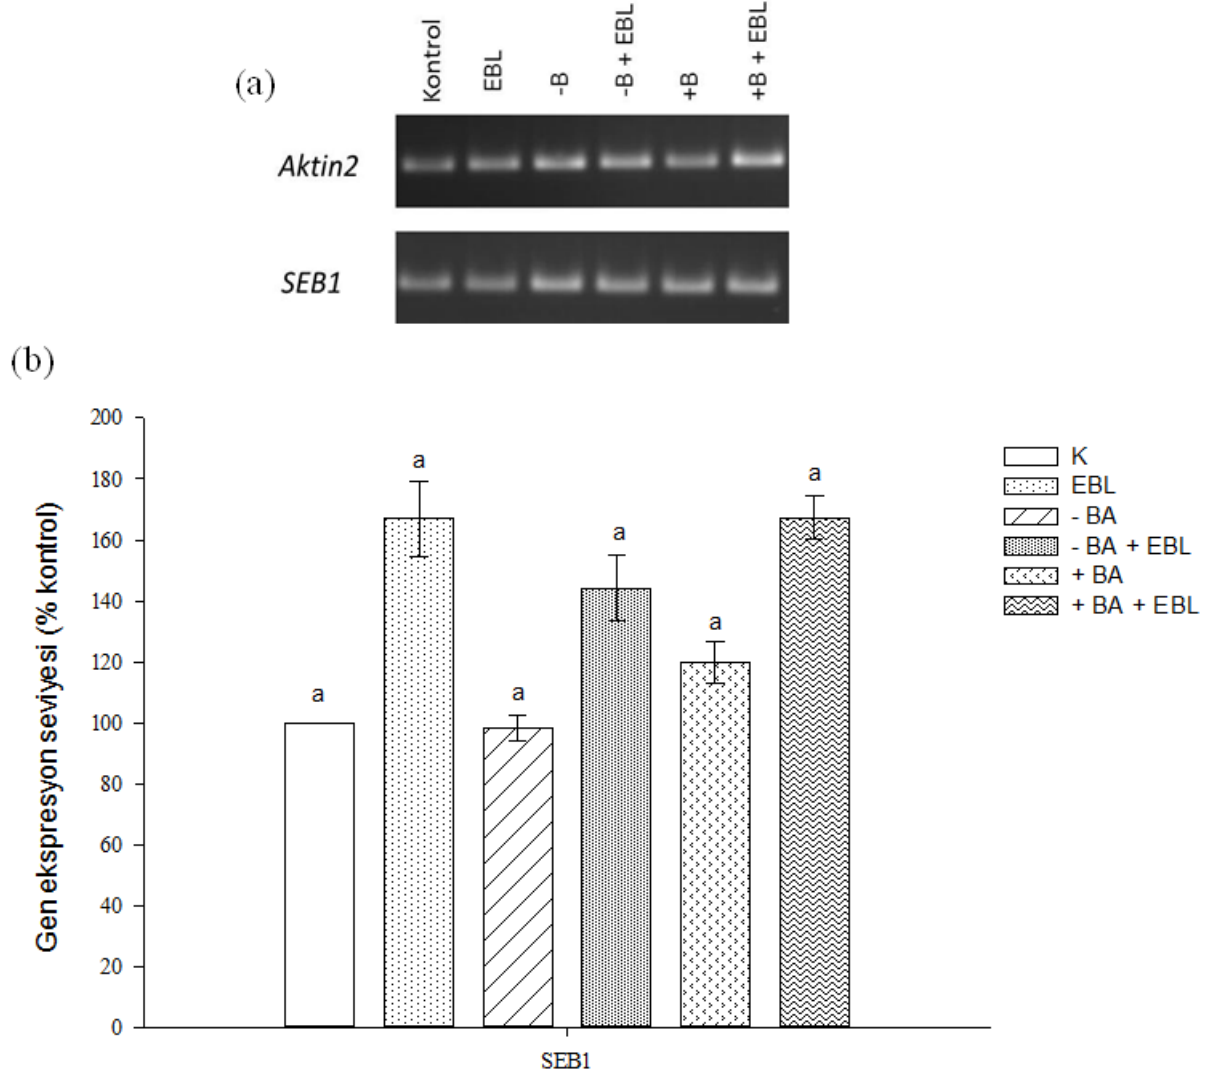 (a)
Kontrol
EBL
-B
-B + EBL
+B
+B + EBL
Aktin2
SEB1
(b)
Gen ekspresyon seviyesi (% kontrol)
200
180
160
140
120
100
80
60
40
20
0
a
a
a
a
a
a
SEB1
K
EBL
- BA
- BA + EBL
+ BA
+ BA + EBL